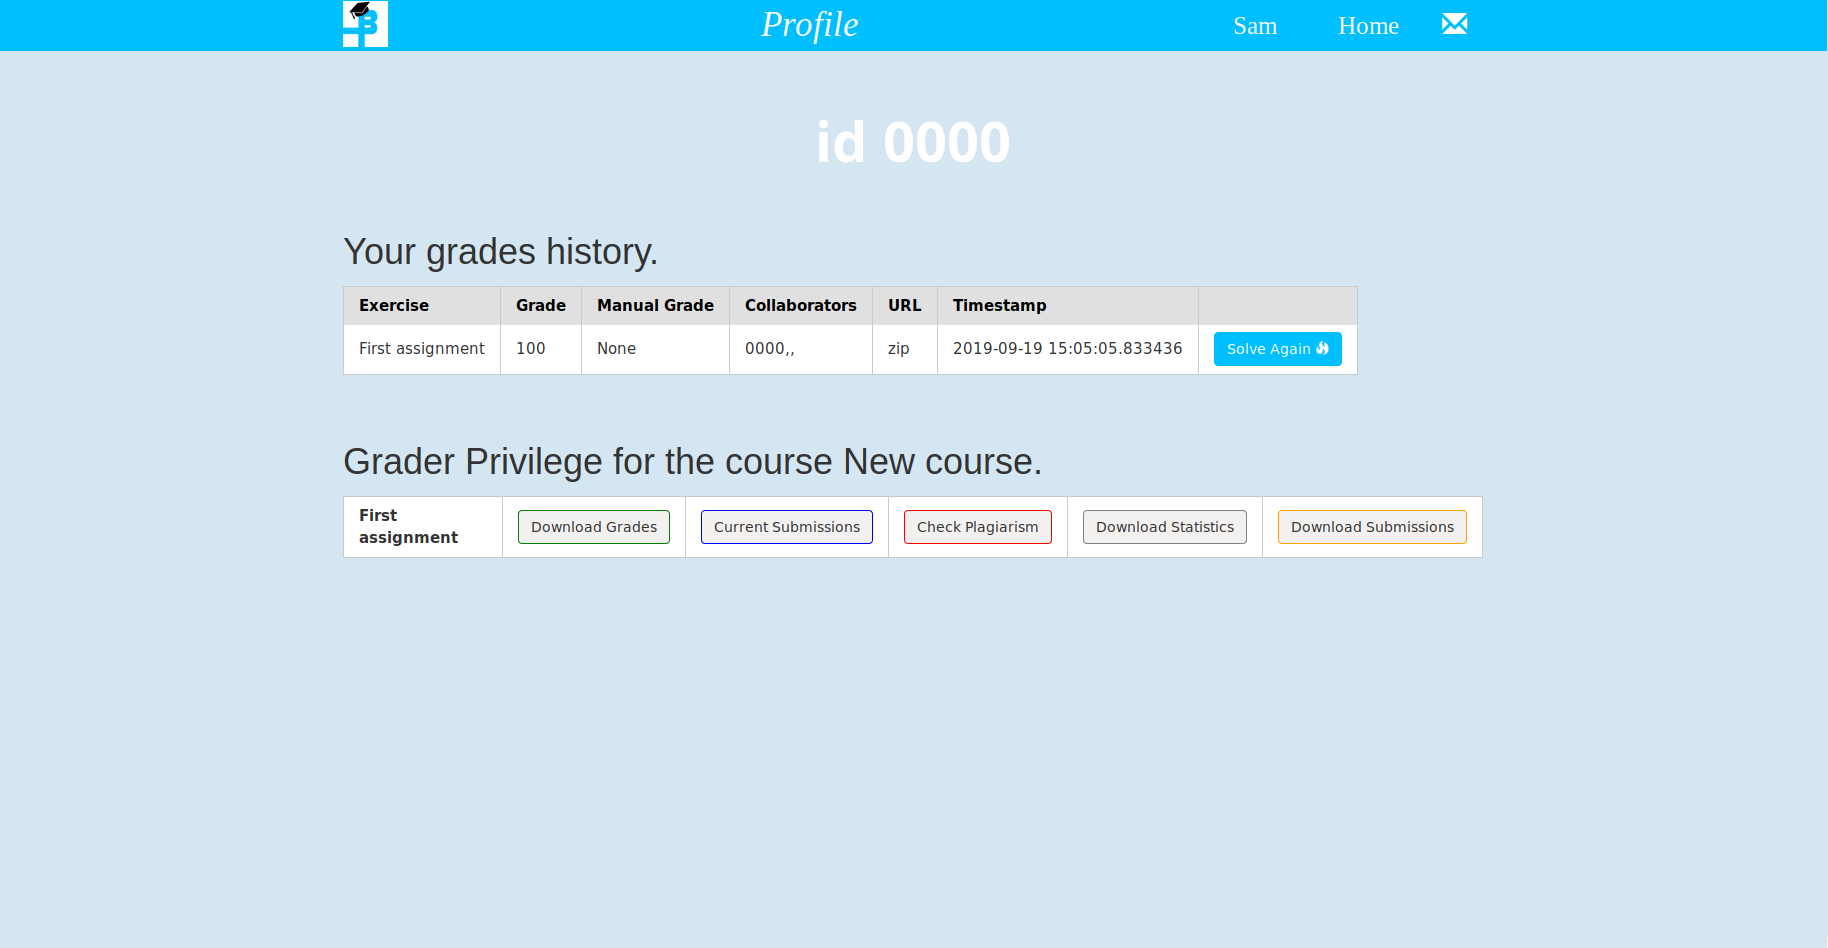 B
Profile
Sam Home
id 0000
Your grades history.
Exercise Grade Manual Grade Collaborators URL Timestamp
First assignment 100 None 0000,, zip 2019-09-19 15:05:05.833436 Solve Again
Grader Privilege for the course New course.
First assignment Download Grades Current Submissions Check Plagiarism Download Statistics Download Submissions